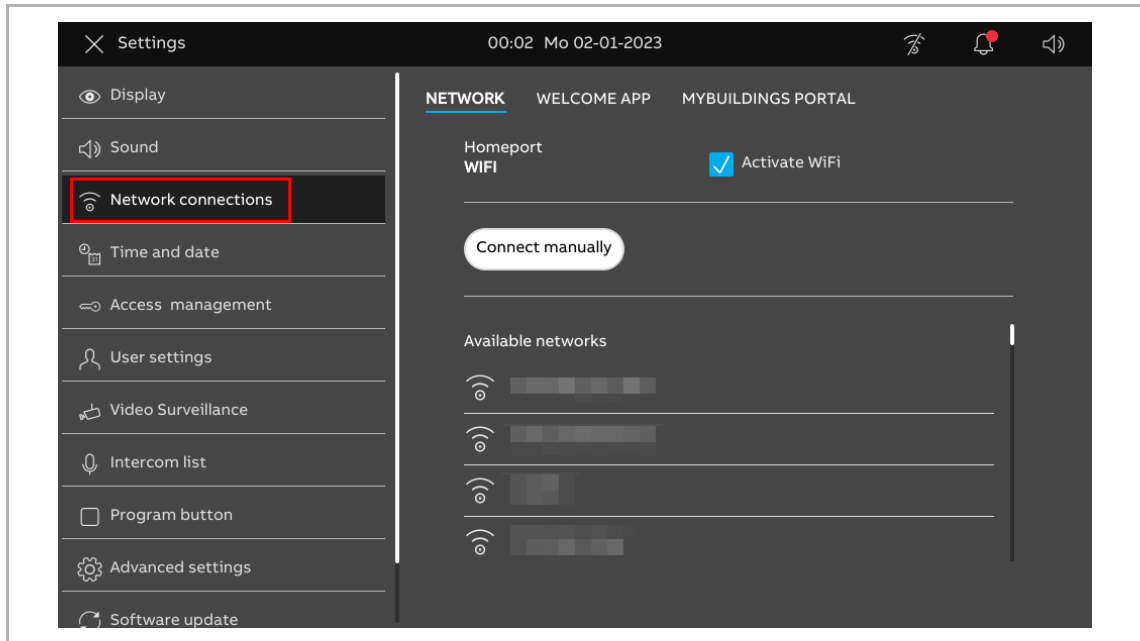 Settings
00:02 Mo 02-01-2023
Display
Sound
Network connections
Time and date
Access management
User settings
Video Surveillance
Intercom list
Program button
Advanced settings
Software update
NETWORK WELCOME APP MYBUILDINGS PORTAL
Homeport
WIFI
Activate WiFi
Connect manually
Available networks